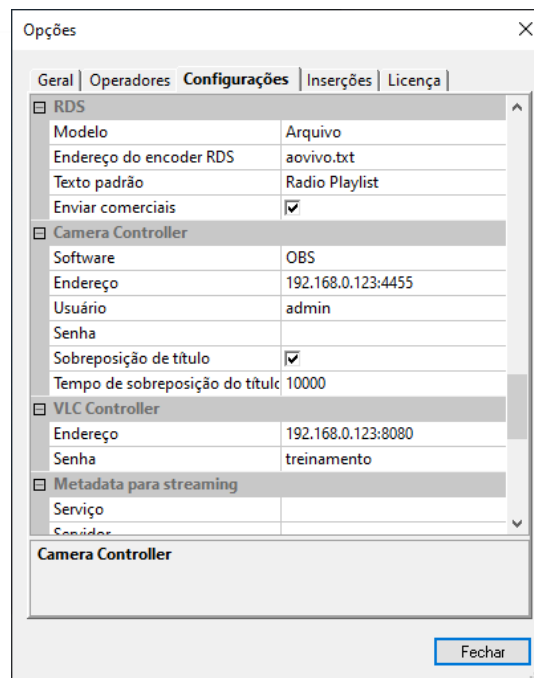 Opções
Geral Operadores Configurações Inserções Licença
RDS
Modelo Arquivo
Endereço do encoder RDS aovivo.txt
Texto padrão Radio Playlist
Enviar comerciais
Camera Controller
Software OBS
Endereço 192.168.0.123:4455
Usuário admin
Senha
Sobreposição de título
Tempo de sobreposição do título 10000
VLC Controller
Endereço 192.168.0.123:8080
Senha treinamento
Metadata para streaming
Serviço
Servidor
Camera Controller
Fechar